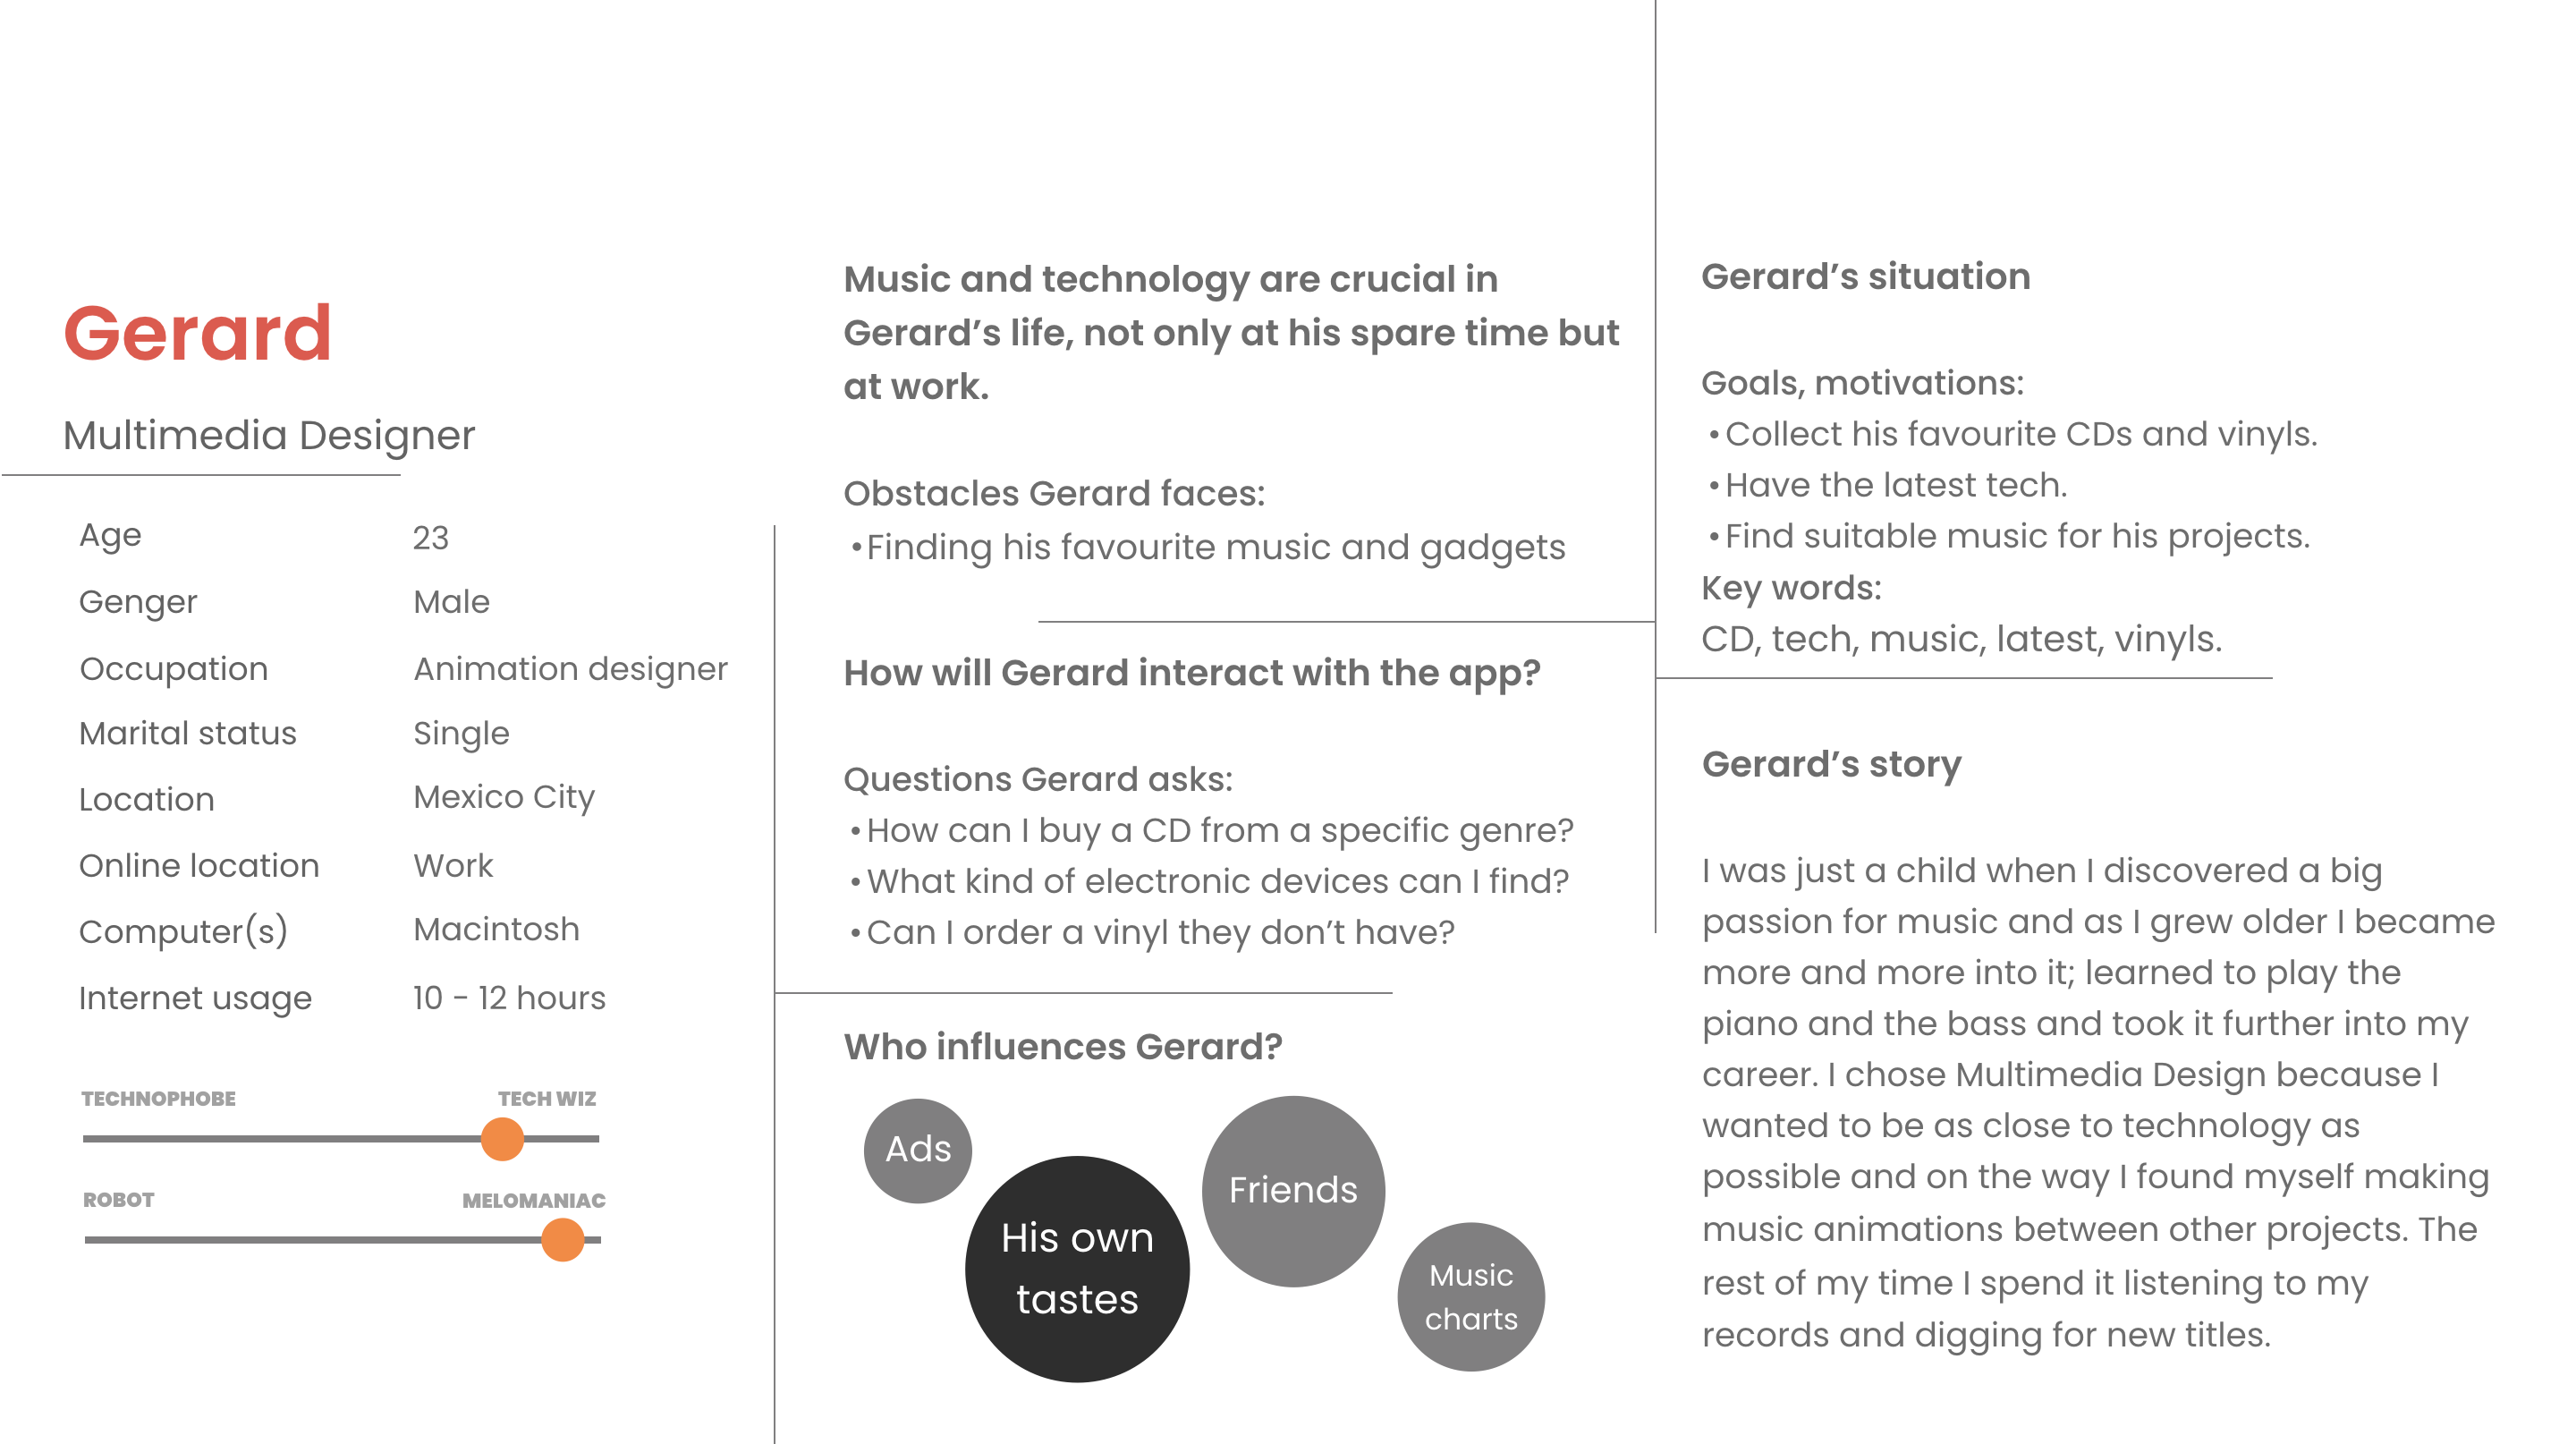 Gerard
Multimedia Designer
Age 23
Genger Male
Occupation Animation designer
Marital status Single
Location Mexico City
Online location Work
Computer(s) Macintosh
Internet usage 10 - 12 hours
TECHNOPHOBE TECH WIZ
ROBOT MELOMANIAC
Music and technology are crucial in
Gerard’s life, not only at his spare time but
at work.
Obstacles Gerard faces:
•Finding his favourite music and gadgets
How will Gerard interact with the app?
Questions Gerard asks:
•How can I buy a CD from a specific genre?
•What kind of electronic devices can I find?
•Can I order a vinyl they don’t have?
Who influences Gerard?
Ads
His own
tastes
Friends
Music
charts
Gerard’s situation
Goals, motivations:
•Collect his favourite CDs and vinyls.
•Have the latest tech.
•Find suitable music for his projects.
Key words:
CD, tech, music, latest, vinyls.
Gerard’s story
I was just a child when I discovered a big
passion for music and as I grew older I became
more and more into it; learned to play the
piano and the bass and took it further into my
career. I chose Multimedia Design because I
wanted to be as close to technology as
possible and on the way I found myself making
music animations between other projects. The
rest of my time I spend it listening to my
records and digging for new titles.